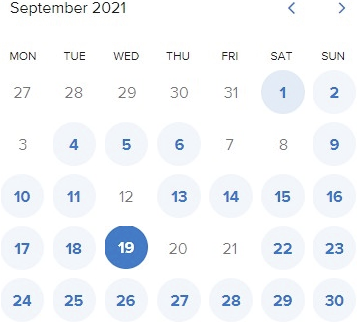 September 2021
MON TUE WED THU FRI SAT SUN
27 28 29 30 31 1 2
3 4 5 6 7 8 9
10 11 12 13 14 15 16
17 18 19 20 21 22 23
24 25 26 27 28 29 30